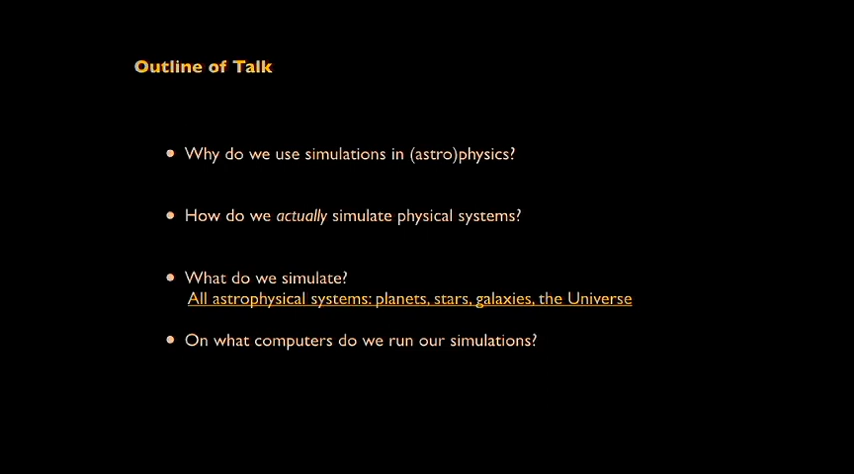 Outline of Talk
• Why do we use simulations in (astro)physics?
• How do we actually simulate physical systems?
• What do we simulate?
All astrophysical systems: planets, stars, galaxies, the Universe
• On what computers do we run our simulations?